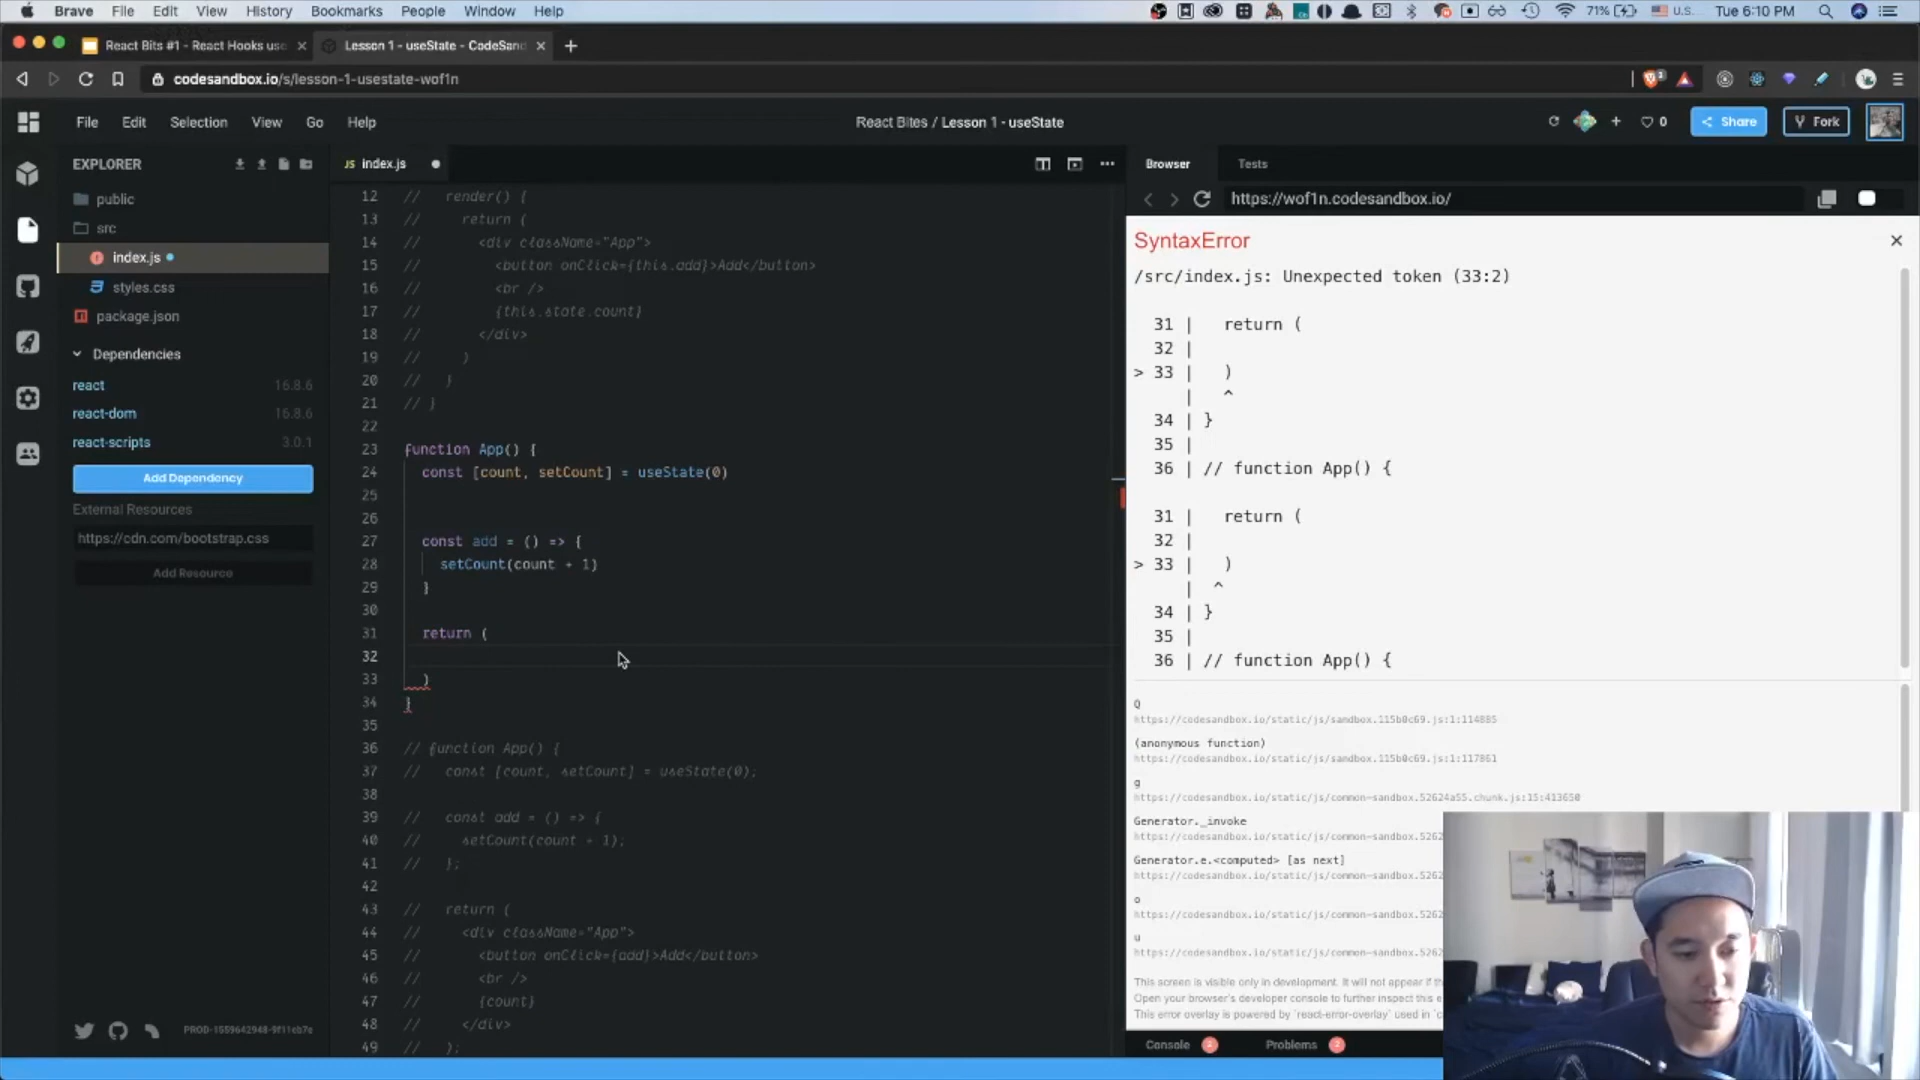 Brave File Edit View History Bookmarks People Window Help
71%
U.S.
Tue 6:10 PM
React Bits #1 - React Hooks use
Lesson 1 - useState - CodeSand
codesandbox.io/s/lesson-1-usestate-wof1n
File Edit Selection View Go Help
React Bites / Lesson 1 - useState
0
Share
Fork
EXPLORER
public
src
index.js
styles.css
package.json
Dependencies
react 16.8.6
react-dom 16.8.6
react-scripts 3.0.1
Add Dependency
External Resources
https://cdn.com/bootstrap.css
Add Resource
PROD-1559642948-9f11eb7e
JS index.js
12 // render() {
13 // return (
14 // <div className="App">
15 // <button onClick={this.add}>Add</button>
16 // <br />
17 // {this.state.count}
18 // </div>
19 // )
20 // }
21 // }
22
23 function App() {
24 const [count, setCount] = useState(0)
25
26
27 const add = () => {
28 setCount(count + 1)
29 }
30
31 return (
32
33 )
34 }
35
36 // function App() {
37 // const [count, setCount] = useState(0);
38
39 // const add = () => {
40 // setCount(count + 1);
41 // };
42
43 // return (
44 // <div className="App">
45 // <button onClick={add}>Add</button>
46 // <br />
47 // {count}
48 // </div>
49 // );
Browser Tests
https://wof1n.codesandbox.io/
SyntaxError
/src/index.js: Unexpected token (33:2)
31 | return (
32 |
> 33 | )
| ^
34 | }
35 |
36 | // function App() {
31 | return (
32 |
> 33 | )
| ^
34 | }
35 |
36 | // function App() {
Q
https://codesandbox.io/static/js/sandbox.115b0c69.js:1:114885
(anonymous function)
https://codesandbox.io/static/js/sandbox.115b0c69.js:1:117861
g
https://codesandbox.io/static/js/common-sandbox.52624a55.chunk.js:15:413650
Generator._invoke
https://codesandbox.io/static/js/common-sandbox.5262
Generator.e.<computed> [as next]
https://codesandbox.io/static/js/common-sandbox.5262
o
https://codesandbox.io/static/js/common-sandbox.5262
u
https://codesandbox.io/static/js/common-sandbox.5262
This screen is visible only in development. It will not appear if th
Open your browser's developer console to further inspect this e
This error overlay is powered by `react-error-overlay` used in `c
Console
Problems 2